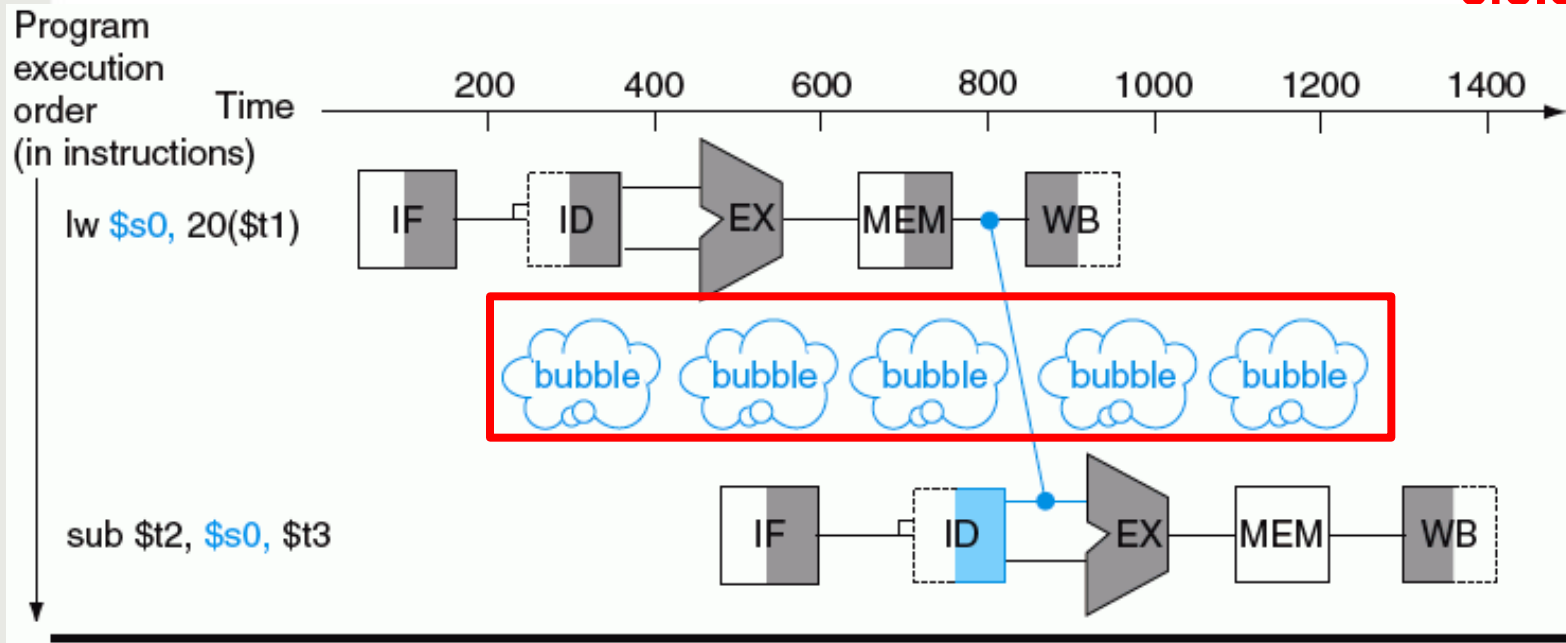 Program
execution
order
(in instructions)
Time
200 400 600 800 1000 1200 1400
lw $s0, 20($t1)
IF ID EX MEM WB
bubble bubble bubble bubble bubble
sub $t2, $s0, $t3
IF ID EX MEM WB